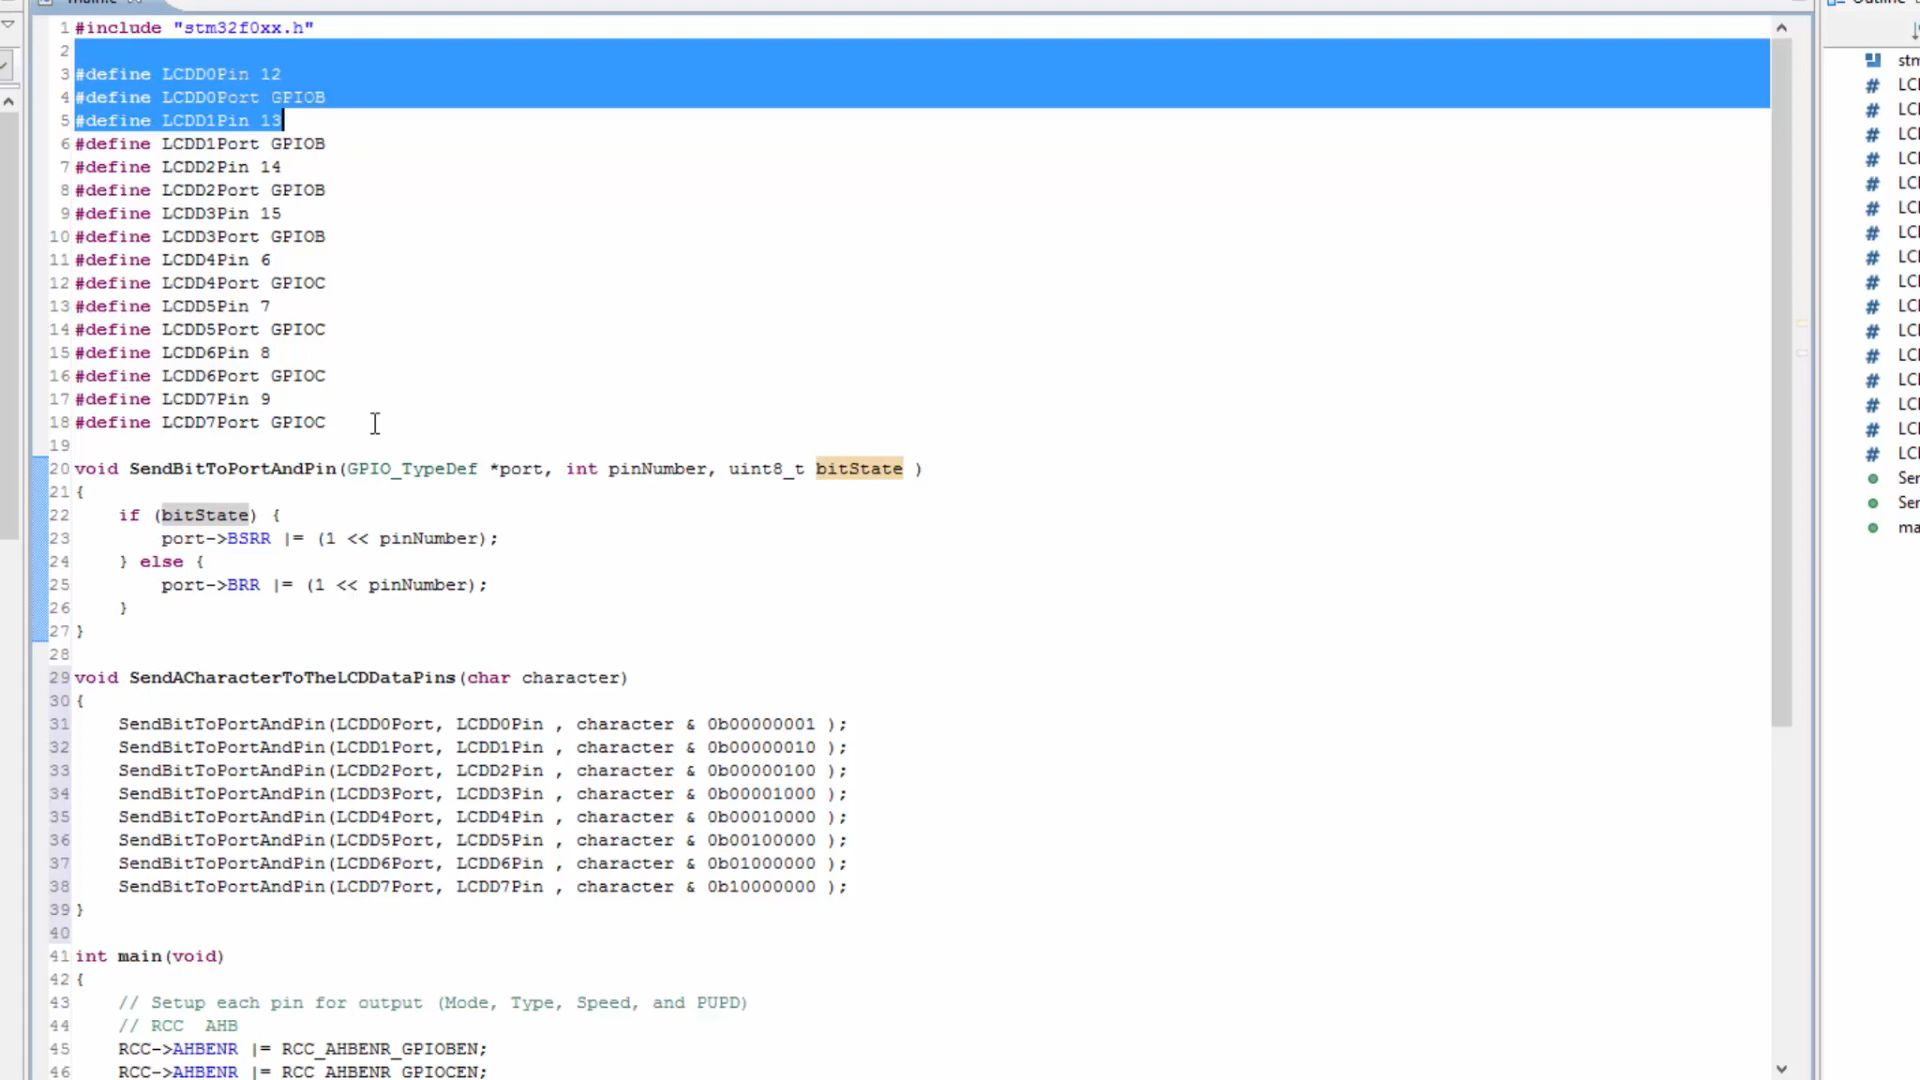 Outline
1 #include "stm32f0xx.h"
2
3 #define LCDD0Pin 12
4 #define LCDD0Port GPIOB
5 #define LCDD1Pin 13
6 #define LCDD1Port GPIOB
7 #define LCDD2Pin 14
8 #define LCDD2Port GPIOB
9 #define LCDD3Pin 15
10 #define LCDD3Port GPIOB
11 #define LCDD4Pin 6
12 #define LCDD4Port GPIOC
13 #define LCDD5Pin 7
14 #define LCDD5Port GPIOC
15 #define LCDD6Pin 8
16 #define LCDD6Port GPIOC
17 #define LCDD7Pin 9
18 #define LCDD7Port GPIOC
19
20 void SendBitToPortAndPin(GPIO_TypeDef *port, int pinNumber, uint8_t bitState )
21 {
22 if (bitState) {
23 port->BSRR |= (1 << pinNumber);
24 } else {
25 port->BRR |= (1 << pinNumber);
26 }
27 }
28
29 void SendACharacterToTheLCDDataPins(char character)
30 {
31 SendBitToPortAndPin(LCDD0Port, LCDD0Pin , character & 0b00000001 );
32 SendBitToPortAndPin(LCDD1Port, LCDD1Pin , character & 0b00000010 );
33 SendBitToPortAndPin(LCDD2Port, LCDD2Pin , character & 0b00000100 );
34 SendBitToPortAndPin(LCDD3Port, LCDD3Pin , character & 0b00001000 );
35 SendBitToPortAndPin(LCDD4Port, LCDD4Pin , character & 0b00010000 );
36 SendBitToPortAndPin(LCDD5Port, LCDD5Pin , character & 0b00100000 );
37 SendBitToPortAndPin(LCDD6Port, LCDD6Pin , character & 0b01000000 );
38 SendBitToPortAndPin(LCDD7Port, LCDD7Pin , character & 0b10000000 );
39 }
40
41 int main(void)
42 {
43 // Setup each pin for output (Mode, Type, Speed, and PUPD)
44 // RCC AHB
45 RCC->AHBENR |= RCC_AHBENR_GPIOBEN;
46 RCC->AHBENR |= RCC_AHBENR_GPIOCEN;